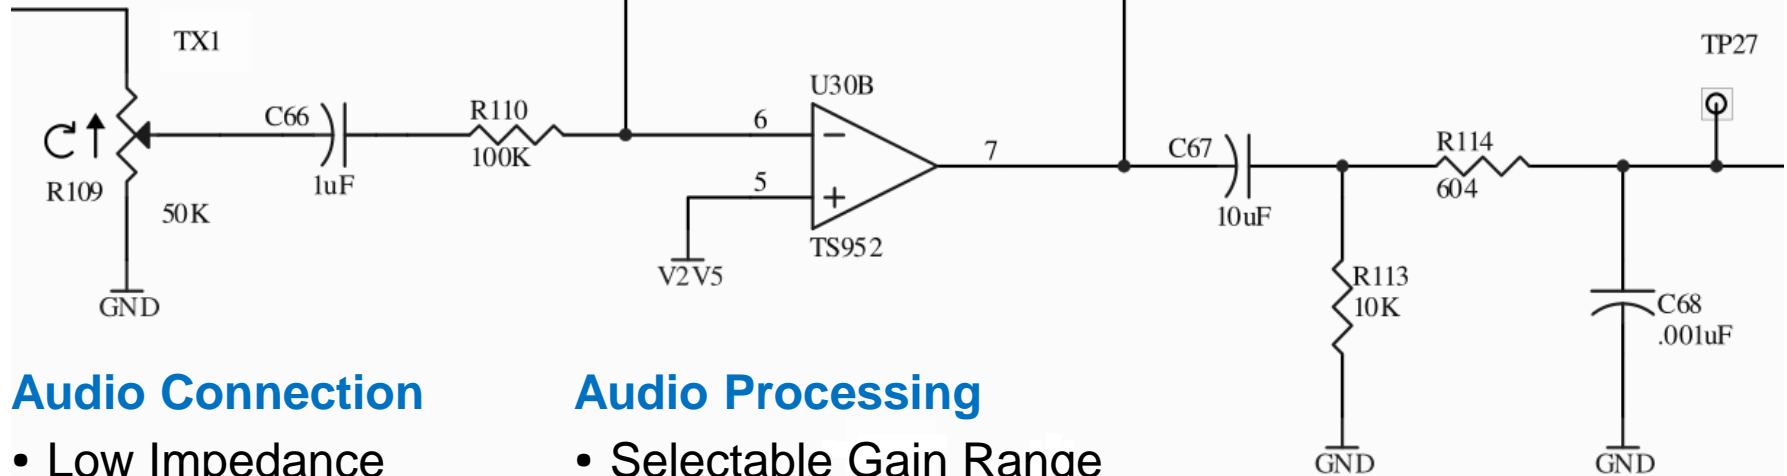 TX1
TP27
U30B
C66
R110
6
100K
1uF
R109
50K
GND
5
V2V5
TS952
7
C67
10uF
R114
604
R113
10K
C68
.001uF
GND
GND
Audio Connection
• Low Impedance
Audio Processing
• Selectable Gain Range